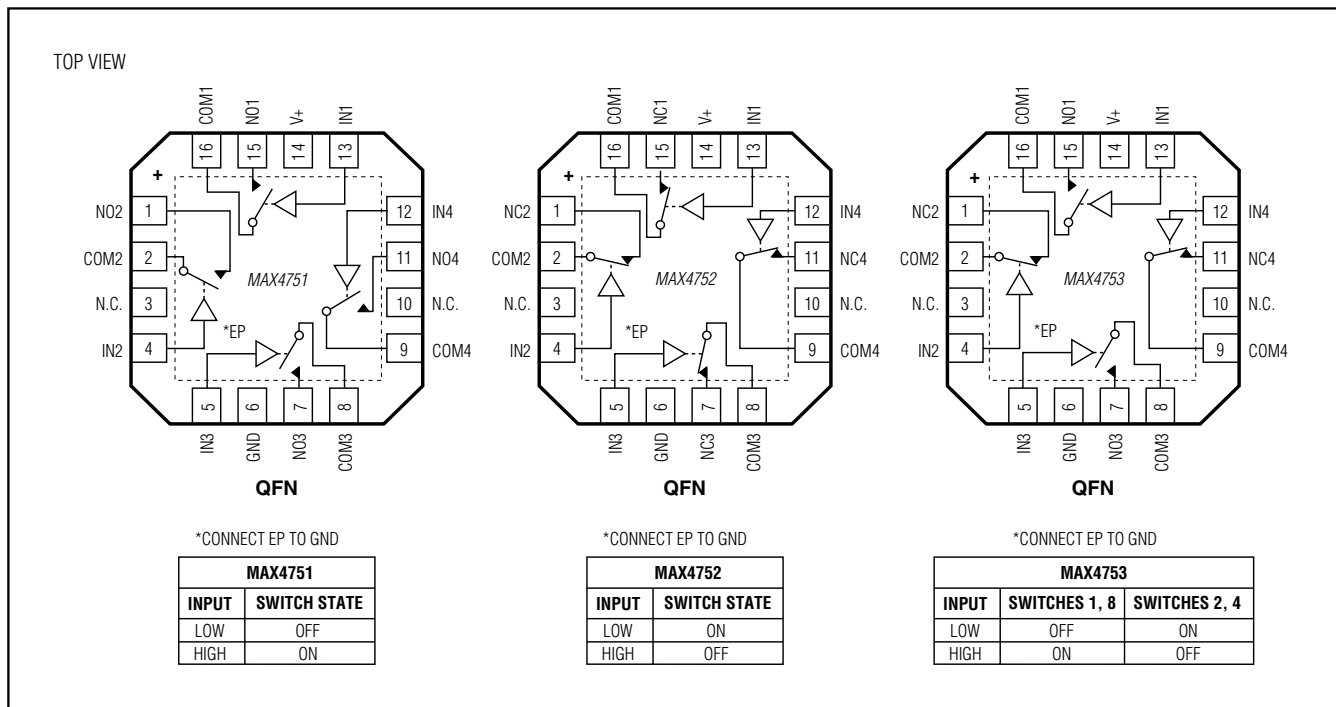 TOP VIEW
COM1 NO1 V+ IN1
16 15 14 13
+
NO2 1
COM2 2
N.C. 3
IN2 4
12 IN4
11 NO4
10 N.C.
9 COM4
MAX4751
*EP
5 6 7 8
IN3 GND NO3 COM3
QFN
*CONNECT EP TO GND
MAX4751
INPUT SWITCH STATE
LOW OFF
HIGH ON
COM1 NC1 V+ IN1
16 15 14 13
+
NC2 1
COM2 2
N.C. 3
IN2 4
12 IN4
11 NC4
10 N.C.
9 COM4
MAX4752
*EP
5 6 7 8
IN3 GND NC3 COM3
QFN
*CONNECT EP TO GND
MAX4752
INPUT SWITCH STATE
LOW ON
HIGH OFF
COM1 NO1 V+ IN1
16 15 14 13
+
NC2 1
COM2 2
N.C. 3
IN2 4
12 IN4
11 NC4
10 N.C.
9 COM4
MAX4753
*EP
5 6 7 8
IN3 GND NO3 COM3
QFN
*CONNECT EP TO GND
MAX4753
INPUT SWITCHES 1, 8 SWITCHES 2, 4
LOW OFF ON
HIGH ON OFF